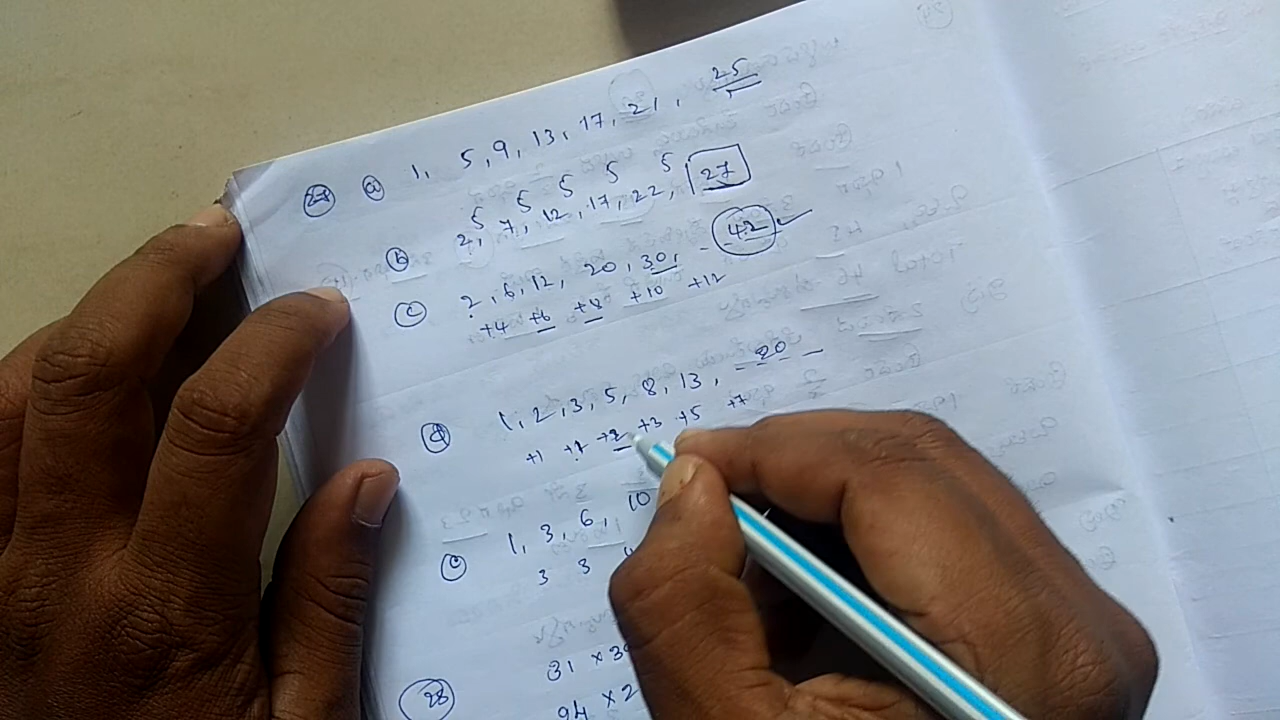 27 a 1, 5, 9, 13, 17, 21, 25
5 5 5 5 5
b 2, 7, 12, 17, 22, 27
c 2, 6, 12, 20, 30, - 42 ✓
+4 +6 +8 +10 +12
d 1, 2, 3, 5, 8, 13, - 20 -
+1 +1 +2 +3 +5 +7
e 1, 3, 6, 10
3 3
28 31 × 3
94 × 2